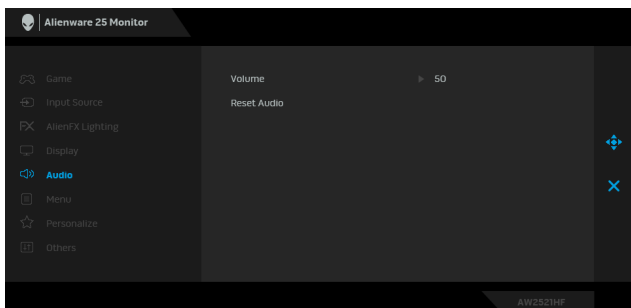 Alienware 25 Monitor
Game
Input Source
AlienFX Lighting
Display
Audio
Menu
Personalize
Others
Volume 50
Reset Audio
AW2521HF